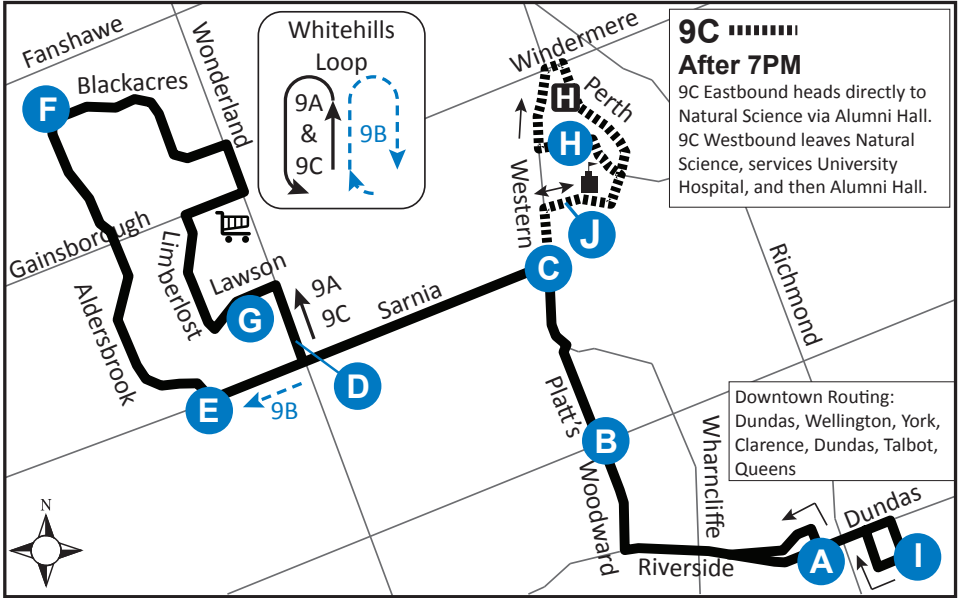 Fanshawe
Blackacres
Wonderland
F
Whitehills
Loop
9A
&
9C
9B
Windermere
H
Perth
H
Western
J
C
9C
After 7PM
9C Eastbound heads directly to
Natural Science via Alumni Hall.
9C Westbound leaves Natural
Science, services University
Hospital, and then Alumni Hall.
Gainsborough
Limberlost
Lawson
G
9A
9C
Sarnia
Aldersbrook
D
E
9B
Richmond
Platt's
B
Woodward
Wharncliffe
Downtown Routing:
Dundas, Wellington, York,
Clarence, Dundas, Talbot,
Queens
Dundas
A
I
Riverside
N